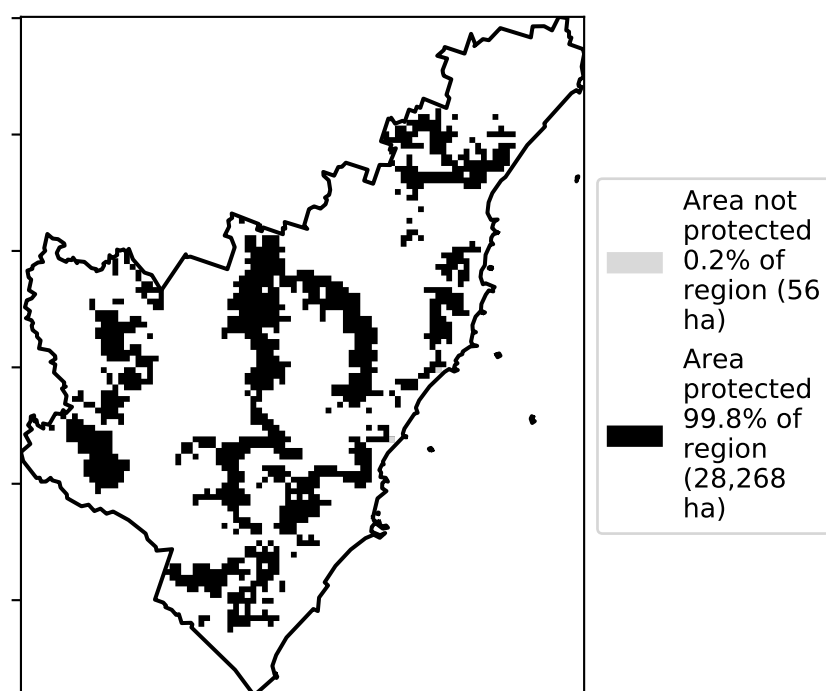 Area not
protected
0.2% of
region (56
ha)
Area
protected
99.8% of
region
(28,268
ha)